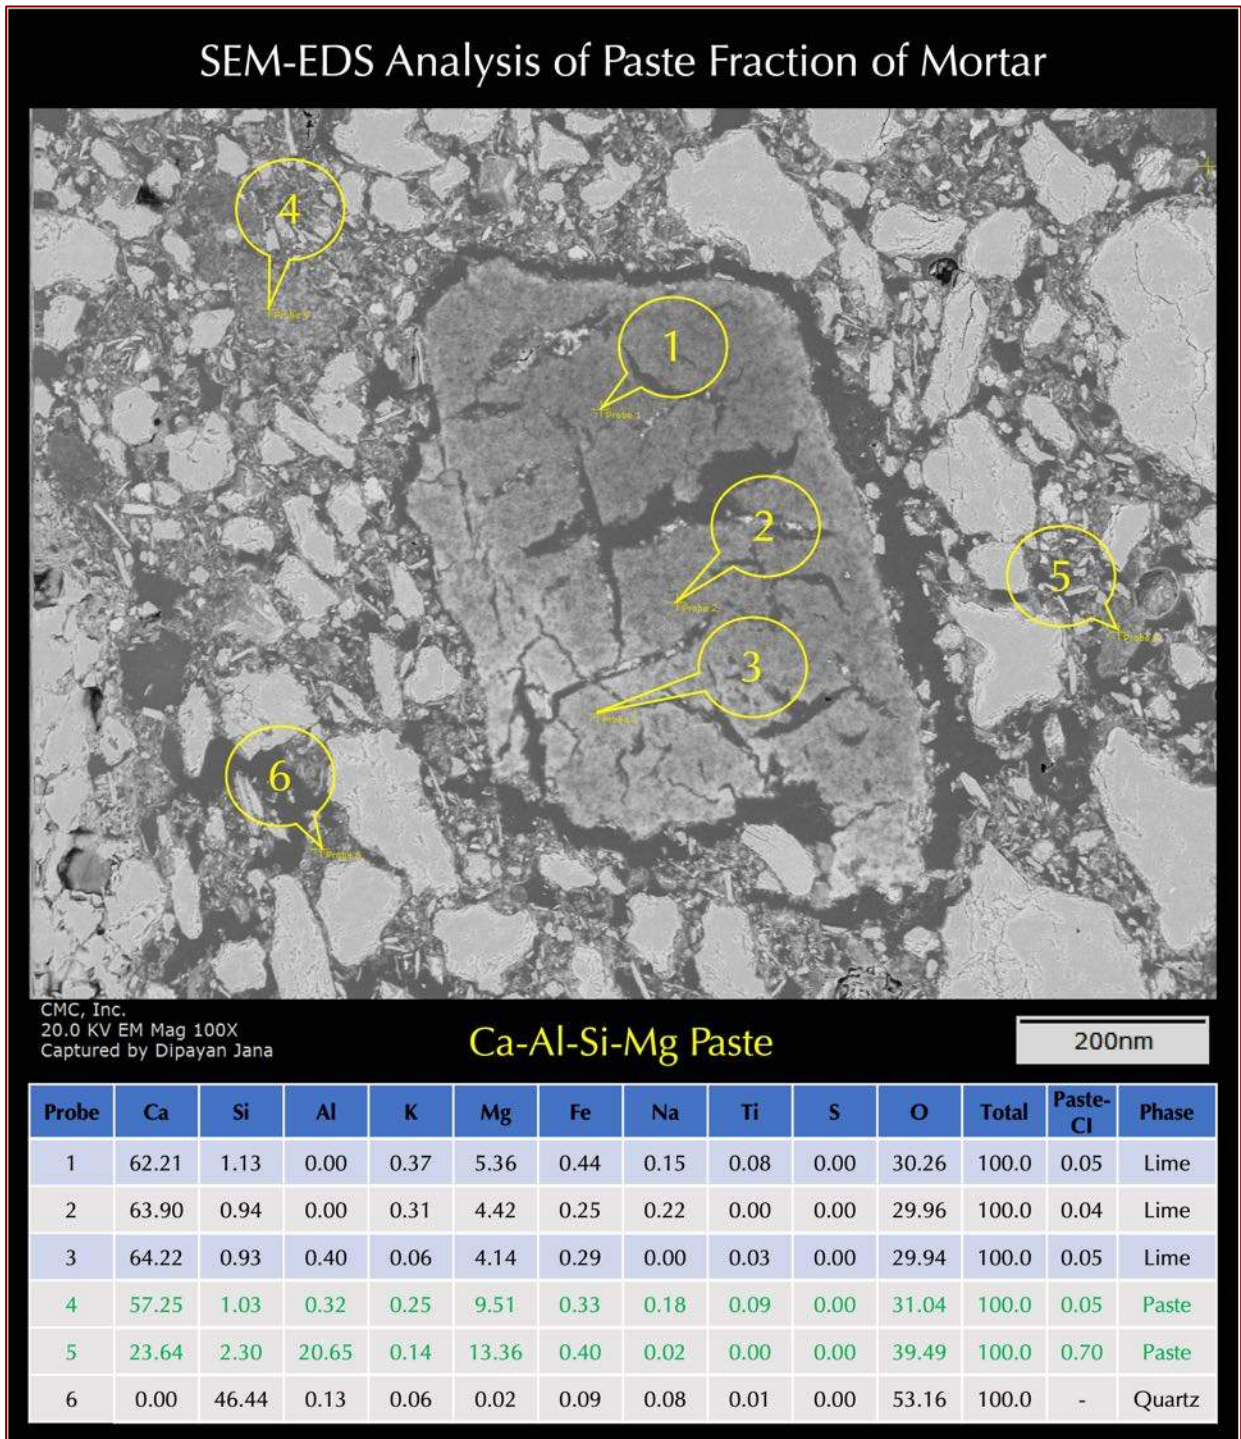 SEM-EDS Analysis of Paste Fraction of Mortar
4
1
Probe 1
2
Probe 2
5
3
6
CMC, Inc.
20.0 KV EM Mag 100X
Captured by Dipayan Jana
Ca-Al-Si-Mg Paste
200nm
Probe Ca Si Al K Mg Fe Na Ti S O Total Paste-CI Phase
1 62.21 1.13 0.00 0.37 5.36 0.44 0.15 0.08 0.00 30.26 100.0 0.05 Lime
2 63.90 0.94 0.00 0.31 4.42 0.25 0.22 0.00 0.00 29.96 100.0 0.04 Lime
3 64.22 0.93 0.40 0.06 4.14 0.29 0.00 0.03 0.00 29.94 100.0 0.05 Lime
4 57.25 1.03 0.32 0.25 9.51 0.33 0.18 0.09 0.00 31.04 100.0 0.05 Paste
5 23.64 2.30 20.65 0.14 13.36 0.40 0.02 0.00 0.00 39.49 100.0 0.70 Paste
6 0.00 46.44 0.13 0.06 0.02 0.09 0.08 0.01 0.00 53.16 100.0 - Quartz